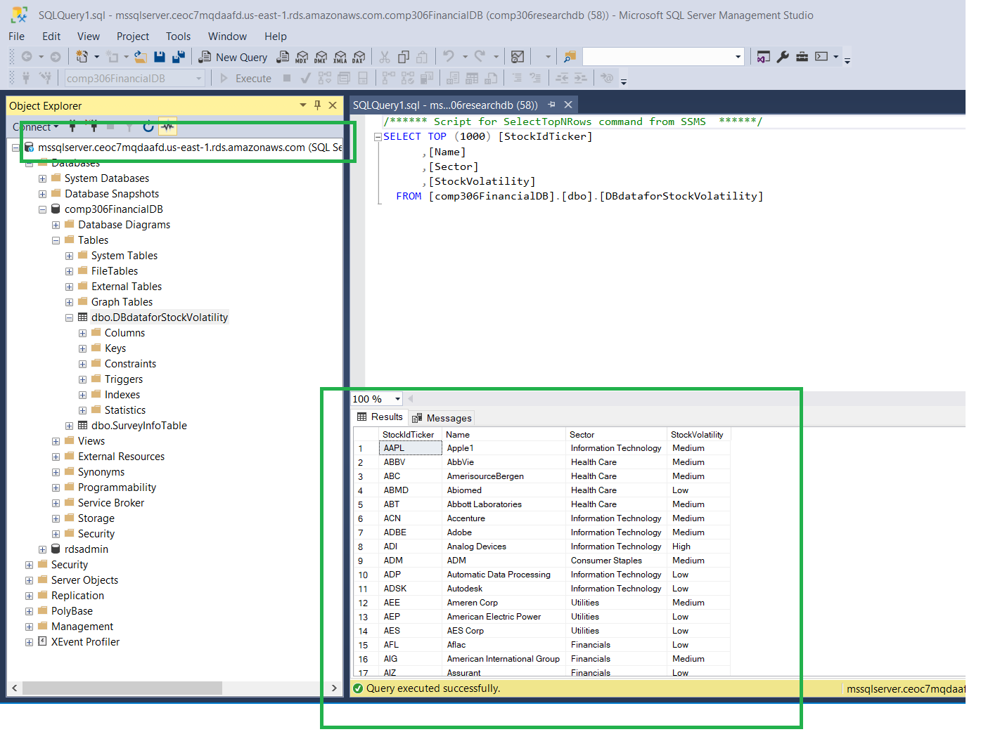 SQLQuery1.sql - mssqlserver.ceoc7mqdaafd.us-east-1.rds.amazonaws.com.comp306FinancialDB (comp306researchdb (58)) - Microsoft SQL Server Management Studio
File Edit View Project Tools Window Help
New Query MDX DMX XMLA DAX
comp306FinancialDB Execute
Object Explorer
Connect
mssqlserver.ceoc7mqdaafd.us-east-1.rds.amazonaws.com (SQL Se
Databases
System Databases
Database Snapshots
comp306FinancialDB
Database Diagrams
Tables
System Tables
FileTables
External Tables
Graph Tables
dbo.DBdataforStockVolatility
Columns
Keys
Constraints
Triggers
Indexes
Statistics
dbo.SurveyInfoTable
Views
External Resources
Synonyms
Programmability
Service Broker
Storage
Security
rdsadmin
Security
Server Objects
Replication
PolyBase
Management
XEvent Profiler
SQLQuery1.sql - ms...06researchdb (58))
/****** Script for SelectTopNRows command from SSMS ******/
SELECT TOP (1000) [StockIdTicker]
,[Name]
,[Sector]
,[StockVolatility]
FROM [comp306FinancialDB].[dbo].[DBdataforStockVolatility]
100 %
Results Messages
StockIdTicker Name Sector StockVolatility
1 AAPL Apple1 Information Technology Medium
2 ABBV AbbVie Health Care Medium
3 ABC AmerisourceBergen Health Care Medium
4 ABMD Abiomed Health Care Low
5 ABT Abbott Laboratories Health Care Medium
6 ACN Accenture Information Technology Medium
7 ADBE Adobe Information Technology Medium
8 ADI Analog Devices Information Technology High
9 ADM ADM Consumer Staples Medium
10 ADP Automatic Data Processing Information Technology Low
11 ADSK Autodesk Information Technology Low
12 AEE Ameren Corp Utilities Medium
13 AEP American Electric Power Utilities Low
14 AES AES Corp Utilities Low
15 AFL Aflac Financials Low
16 AIG American International Group Financials Medium
17 AIZ Assurant Financials Low
Query executed successfully.
mssqlserver.ceoc7mqdaaf